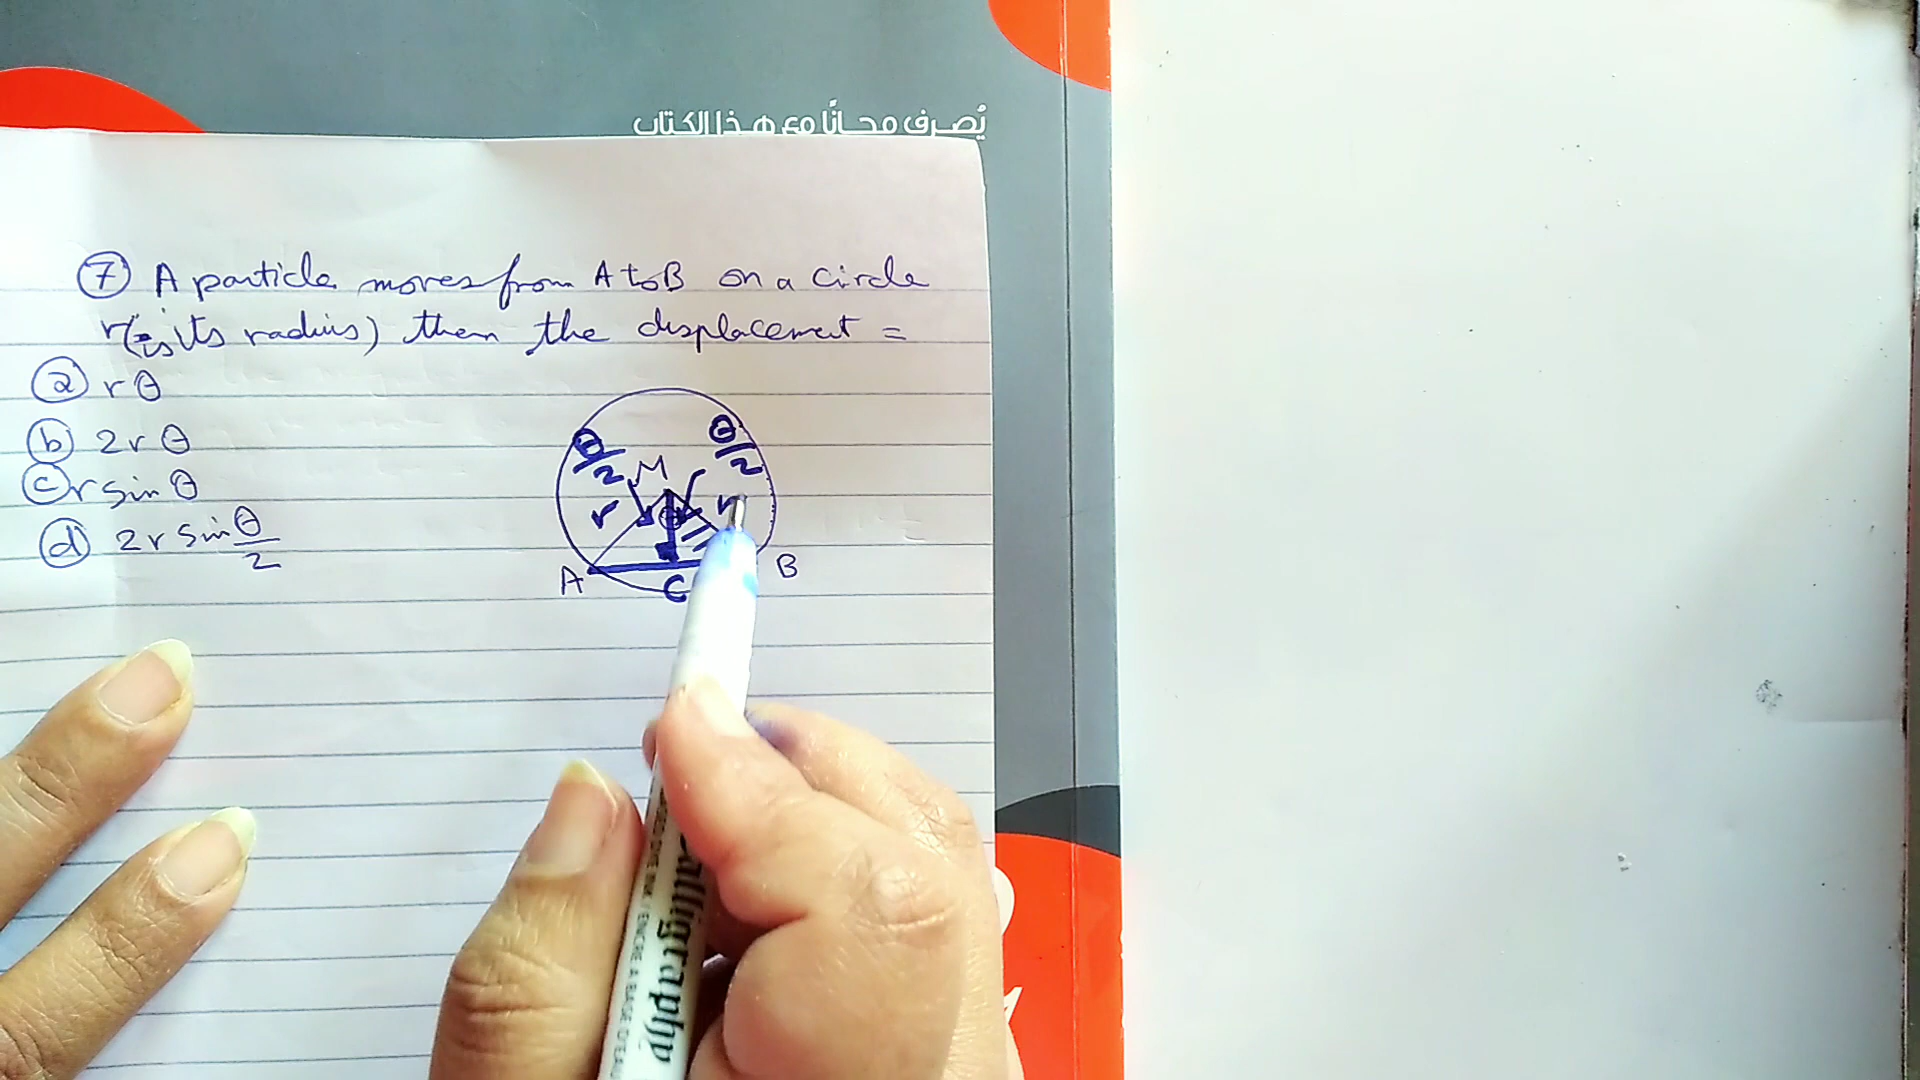 يُصرف مجانًا مع هذا الكتاب
⑦ A particle moves from A to B on a circle
r(is its radius) then the displacement =
ⓐ rθ
ⓑ 2rθ
ⓒ r sin θ
ⓓ 2r sin θ/2
θ/2
θ/2
M
r
r
θ
A
C
B
calligraphy